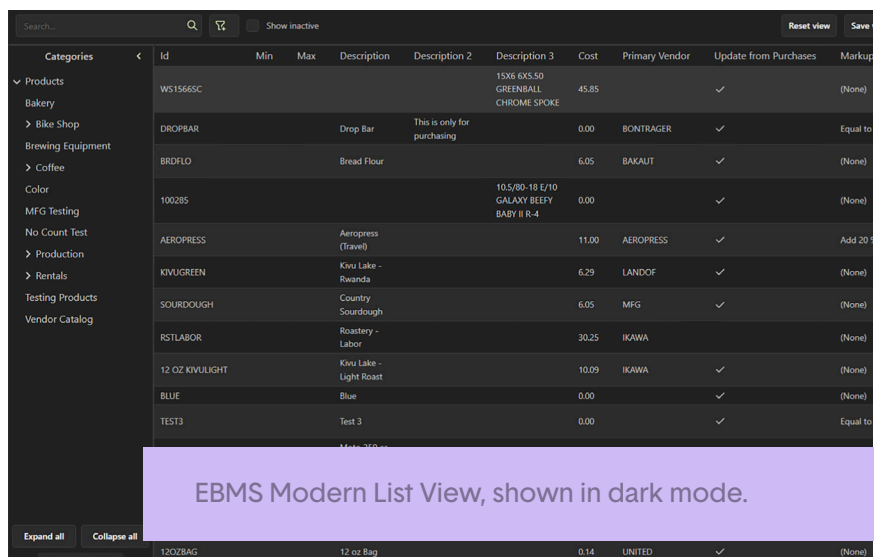 Search...
Show inactive
Reset view
Save
Categories
Id Min Max Description Description 2 Description 3 Cost Primary Vendor Update from Purchases Markup
Products
Bakery
Bike Shop
Brewing Equipment
Coffee
Color
MFG Testing
No Count Test
Production
Rentals
Testing Products
Vendor Catalog
15X6 6X5.50
WS1566SC GREENBALL 45.85 (None)
CHROME SPOKE
This is only for
DROPBAR Drop Bar purchasing 0.00 BONTRAGER Equal to
BRDFLO Bread Flour 6.05 BAKAUT (None)
10.5/80-18 E/10
100285 GALAXY BEEFY 0.00 (None)
BABY II R-4
Aeropress
AEROPRESS (Travel) 11.00 AEROPRESS Add 20
Kivu Lake -
KIVUGREEN Rwanda 6.29 LANDOF (None)
Country
SOURDOUGH Sourdough 6.05 MFG (None)
Roastery -
RSTLABOR Labor 30.25 IKAWA (None)
Kivu Lake -
12 OZ KIVULIGHT Light Roast 10.09 IKAWA (None)
BLUE Blue 0.00 (None)
TEST3 Test 3 0.00 Equal to
EBMS Modern List View, shown in dark mode.
Expand all Collapse all
12OZBAG 12 oz Bag 0.14 UNITED (None)